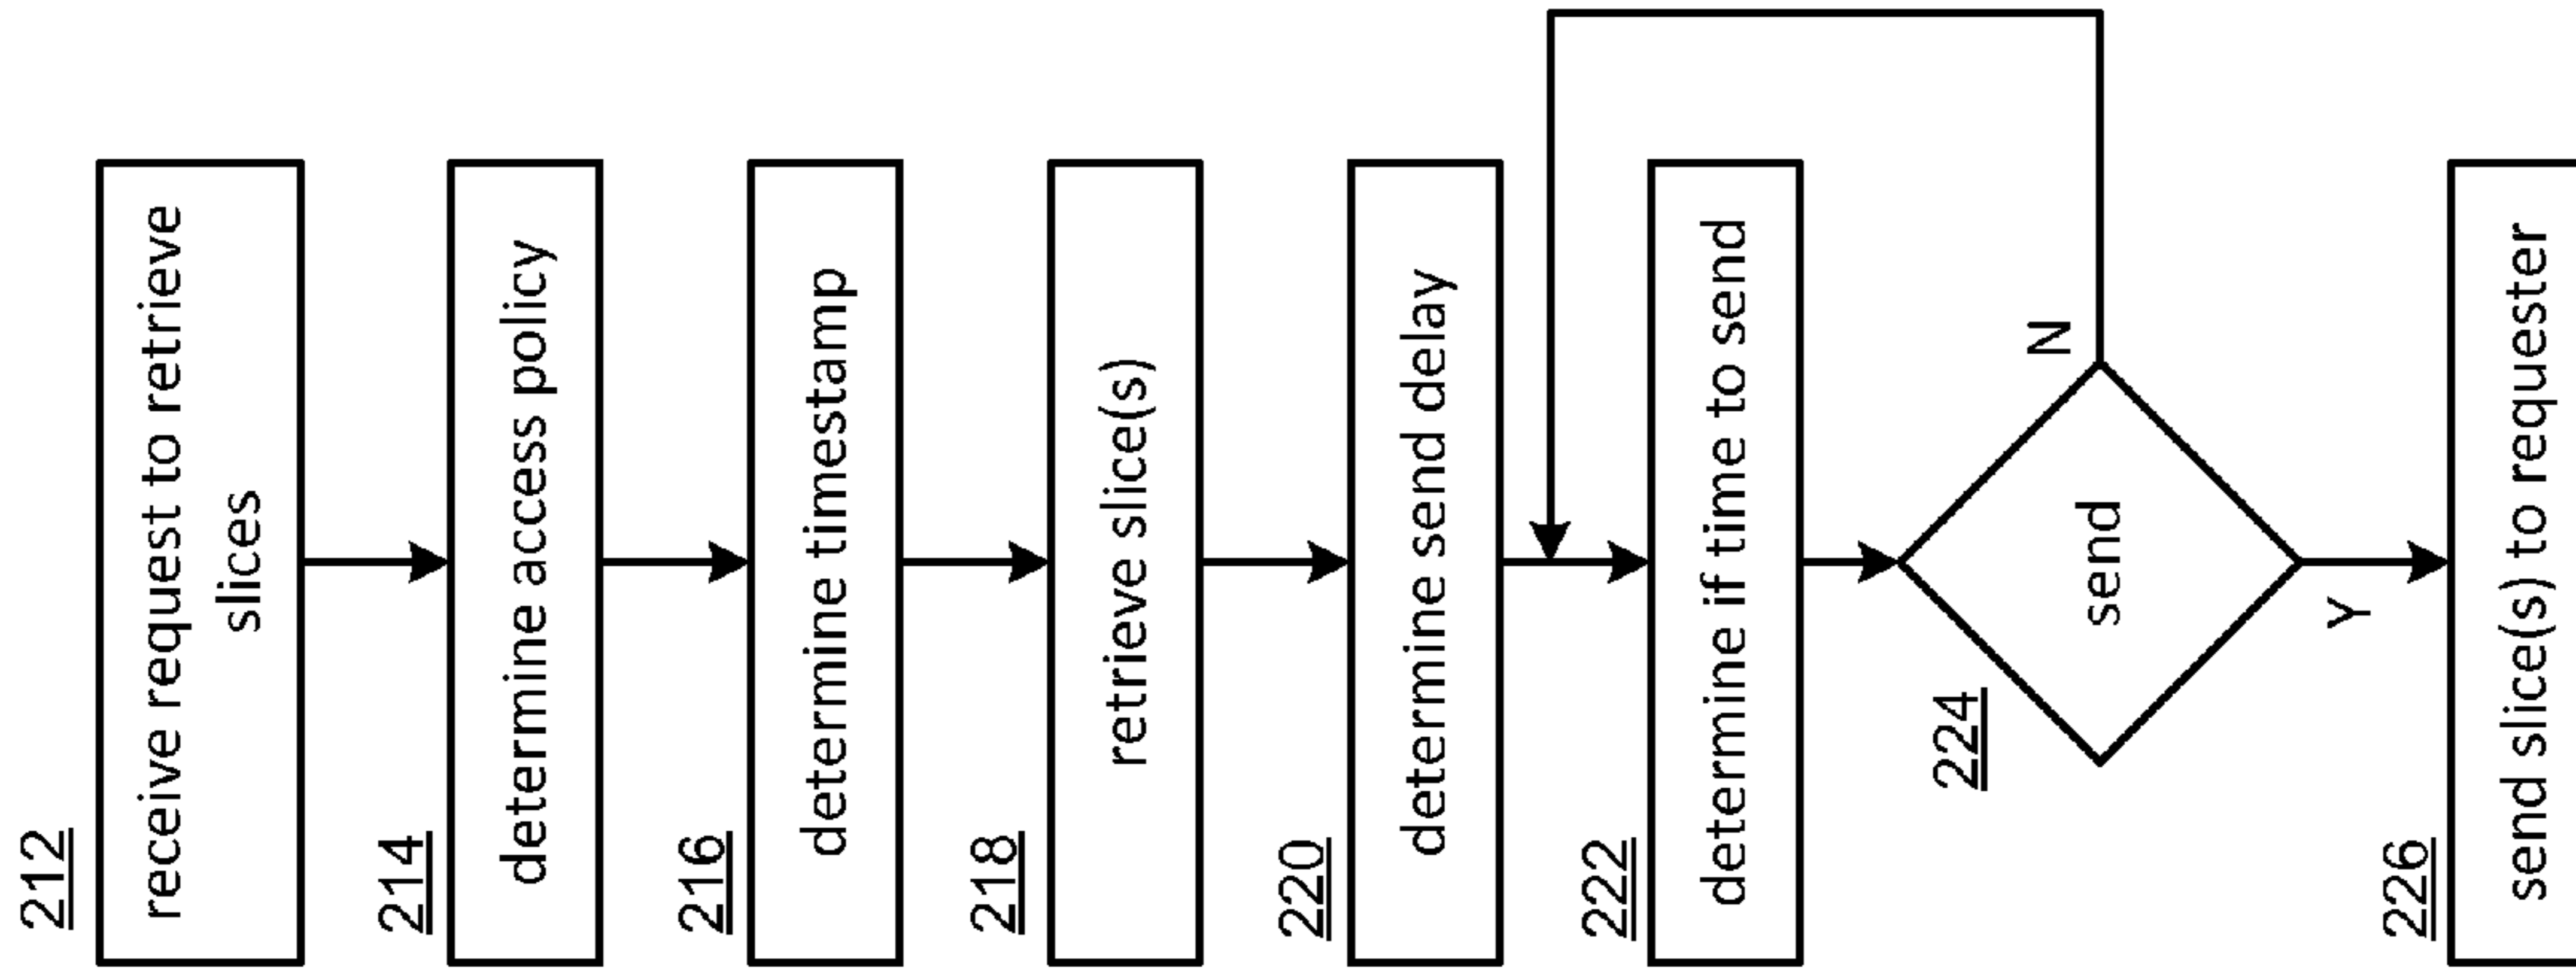 212
receive request to retrieve
slices
214
determine access policy
216
determine timestamp
218
retrieve slice(s)
220
determine send delay
222
determine if time to send
224
send
N
Y
226
send slice(s) to requester